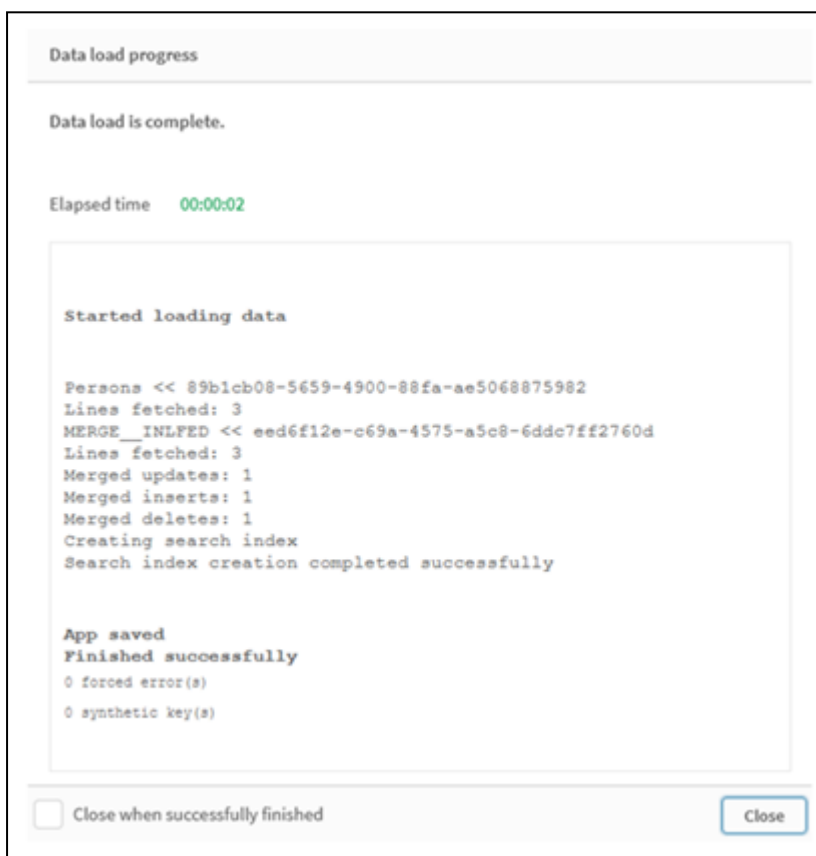 Data load progress
Data load is complete.
Elapsed time 00:00:02
Started loading data
Persons << 89b1cb08-5659-4900-88fa-ae5068875982
Lines fetched: 3
MERGE__INLFED << eed6f12e-c69a-4575-a5c8-6ddc7ff2760d
Lines fetched: 3
Merged updates: 1
Merged inserts: 1
Merged deletes: 1
Creating search index
Search index creation completed successfully
App saved
Finished successfully
0 forced error(s)
0 synthetic key(s)
Close when successfully finished
Close